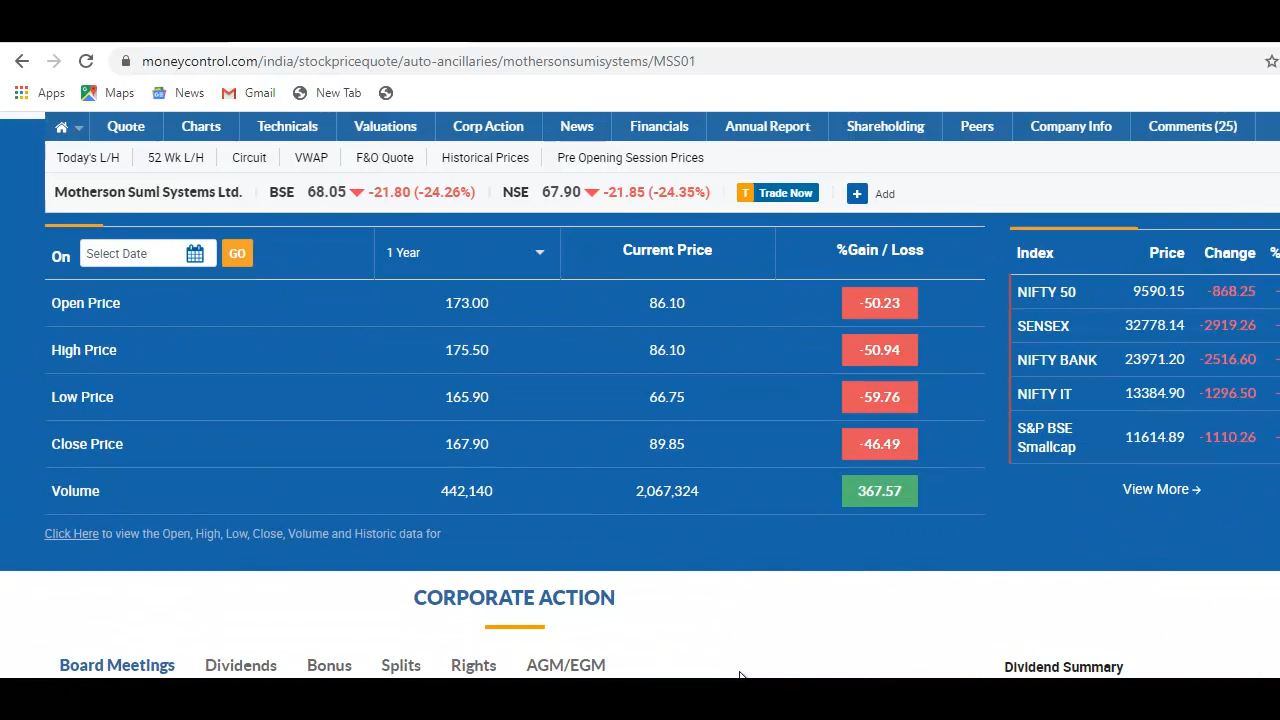 moneycontrol.com/india/stockpricequote/auto-ancillaries/mothersonsumisystems/MSS01
Apps Maps News Gmail New Tab
Quote Charts Technicals Valuations Corp Action News Financials Annual Report Shareholding Peers Company Info Comments (25)
Today's L/H 52 Wk L/H Circuit VWAP F&O Quote Historical Prices Pre Opening Session Prices
Motherson Sumi Systems Ltd. BSE 68.05 -21.80 (-24.26%) NSE 67.90 -21.85 (-24.35%) T Trade Now + Add
On Select Date GO 1 Year Current Price %Gain / Loss
Open Price 173.00 86.10 -50.23
High Price 175.50 86.10 -50.94
Low Price 165.90 66.75 -59.76
Close Price 167.90 89.85 -46.49
Volume 442,140 2,067,324 367.57
Click Here to view the Open, High, Low, Close, Volume and Historic data for
Index Price Change %
NIFTY 50 9590.15 -868.25 -
SENSEX 32778.14 -2919.26 -
NIFTY BANK 23971.20 -2516.60 -
NIFTY IT 13384.90 -1296.50 -
S&P BSE
Smallcap 11614.89 -1110.26 -
View More
CORPORATE ACTION
Board Meetings Dividends Bonus Splits Rights AGM/EGM
Dividend Summary